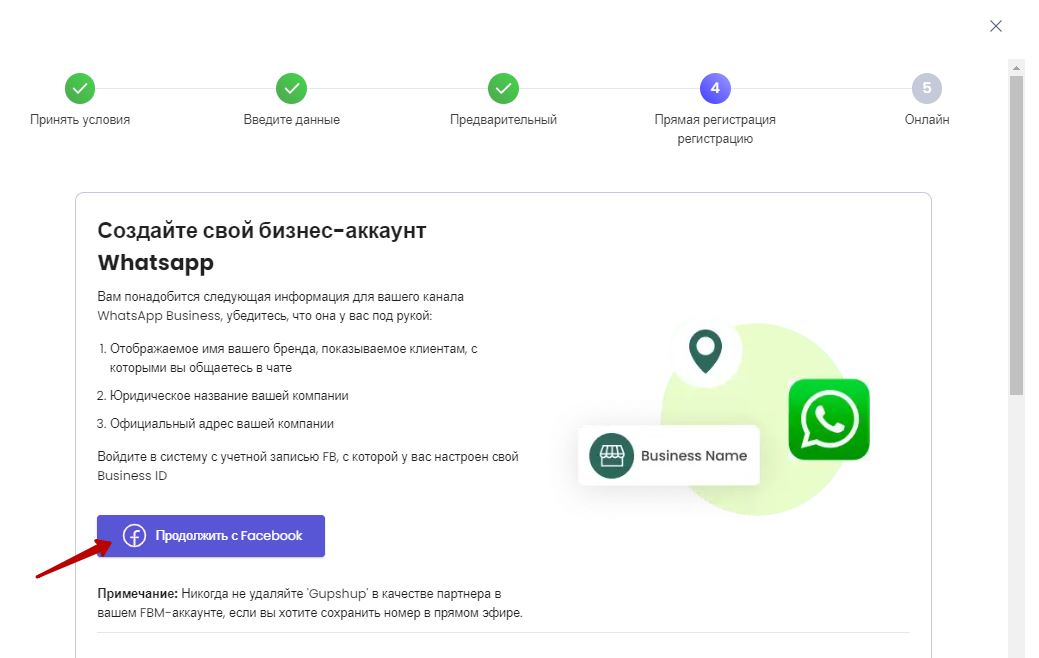 4
5
Принять условия
Введите данные
Предварительный
Прямая регистрация
регистрацию
Онлайн
Создайте свой бизнес-аккаунт
Whatsapp
Вам понадобится следующая информация для вашего канала
WhatsApp Business, убедитесь, что она у вас под рукой:
1. Отображаемое имя вашего бренда, показываемое клиентам, с
которыми вы общаетесь в чате
2. Юридическое название вашей компании
3. Официальный адрес вашей компании
Войдите в систему с учетной записью FB, с которой у вас настроен свой
Business ID
Business Name
Продолжить с Facebook
Примечание: Никогда не удаляйте 'Gupshup' в качестве партнера в
вашем FBM-аккаунте, если вы хотите сохранить номер в прямом эфире.